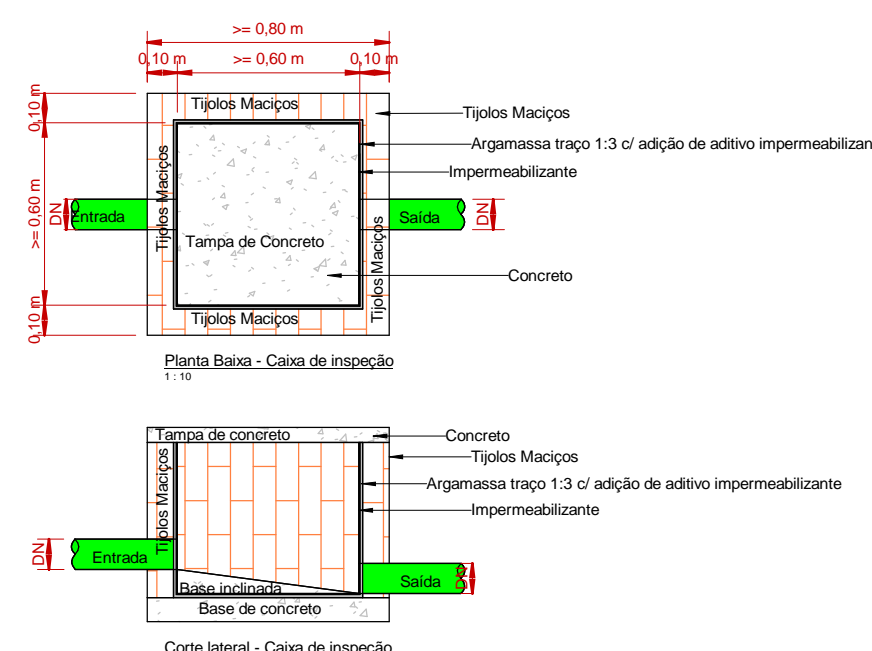 >= 0,80 m
0,10 m
>= 0,60 m
0,10 m
0,10 m
Tijolos Maciços
Tijolos Maciços
Argamassa traço 1:3 c/ adição de aditivo impermeabilizan
Impermeabilizante
Tijolos Maciços
>= 0,60 m
DN
Entrada
Saída
DN
Tampa de Concreto
Tijolos Maciços
Concreto
0,10 m
Tijolos Maciços
Planta Baixa - Caixa de inspeção
1 : 10
Tampa de concreto
Concreto
Tijolos Maciços
Tijolos Maciços
Argamassa traço 1:3 c/ adição de aditivo impermeabilizante
Impermeabilizante
DN
Entrada
Saída
DN
Base inclinada
Base de concreto
Corte lateral - Caixa de inspeção